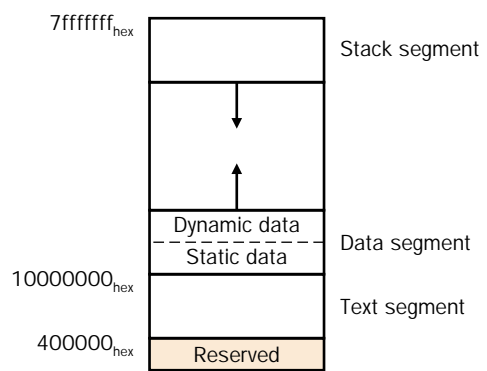 7fffffff hex
Stack segment
Dynamic data
Static data
Data segment
10000000 hex
Text segment
400000 hex
Reserved